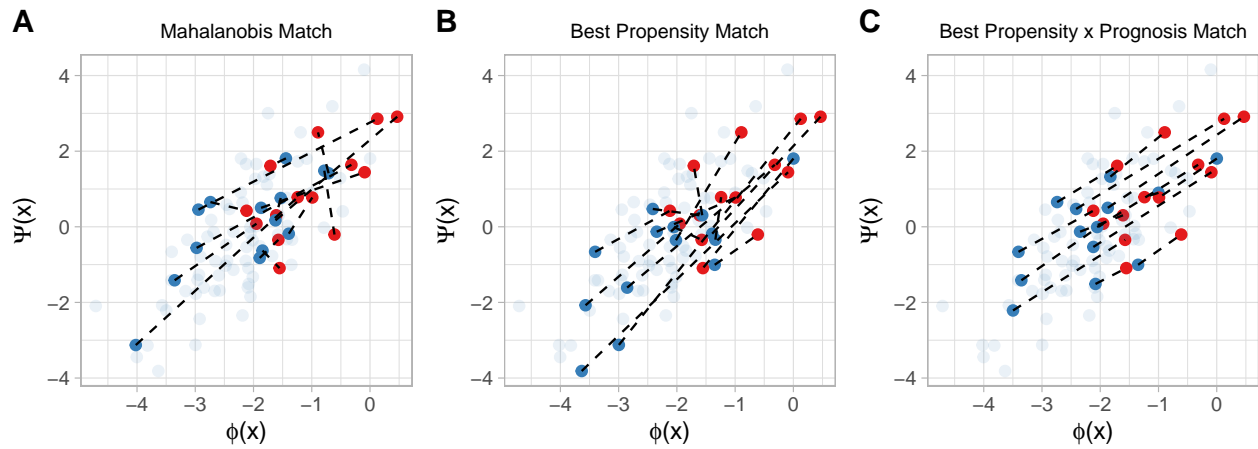 A Mahalanobis Match
Ψ(x)
4
2
0
−2
−4
−4 −3 −2 −1 0
ϕ(x)
B Best Propensity Match
Ψ(x)
4
2
0
−2
−4
−4 −3 −2 −1 0
ϕ(x)
C Best Propensity x Prognosis Match
Ψ(x)
4
2
0
−2
−4
−4 −3 −2 −1 0
ϕ(x)